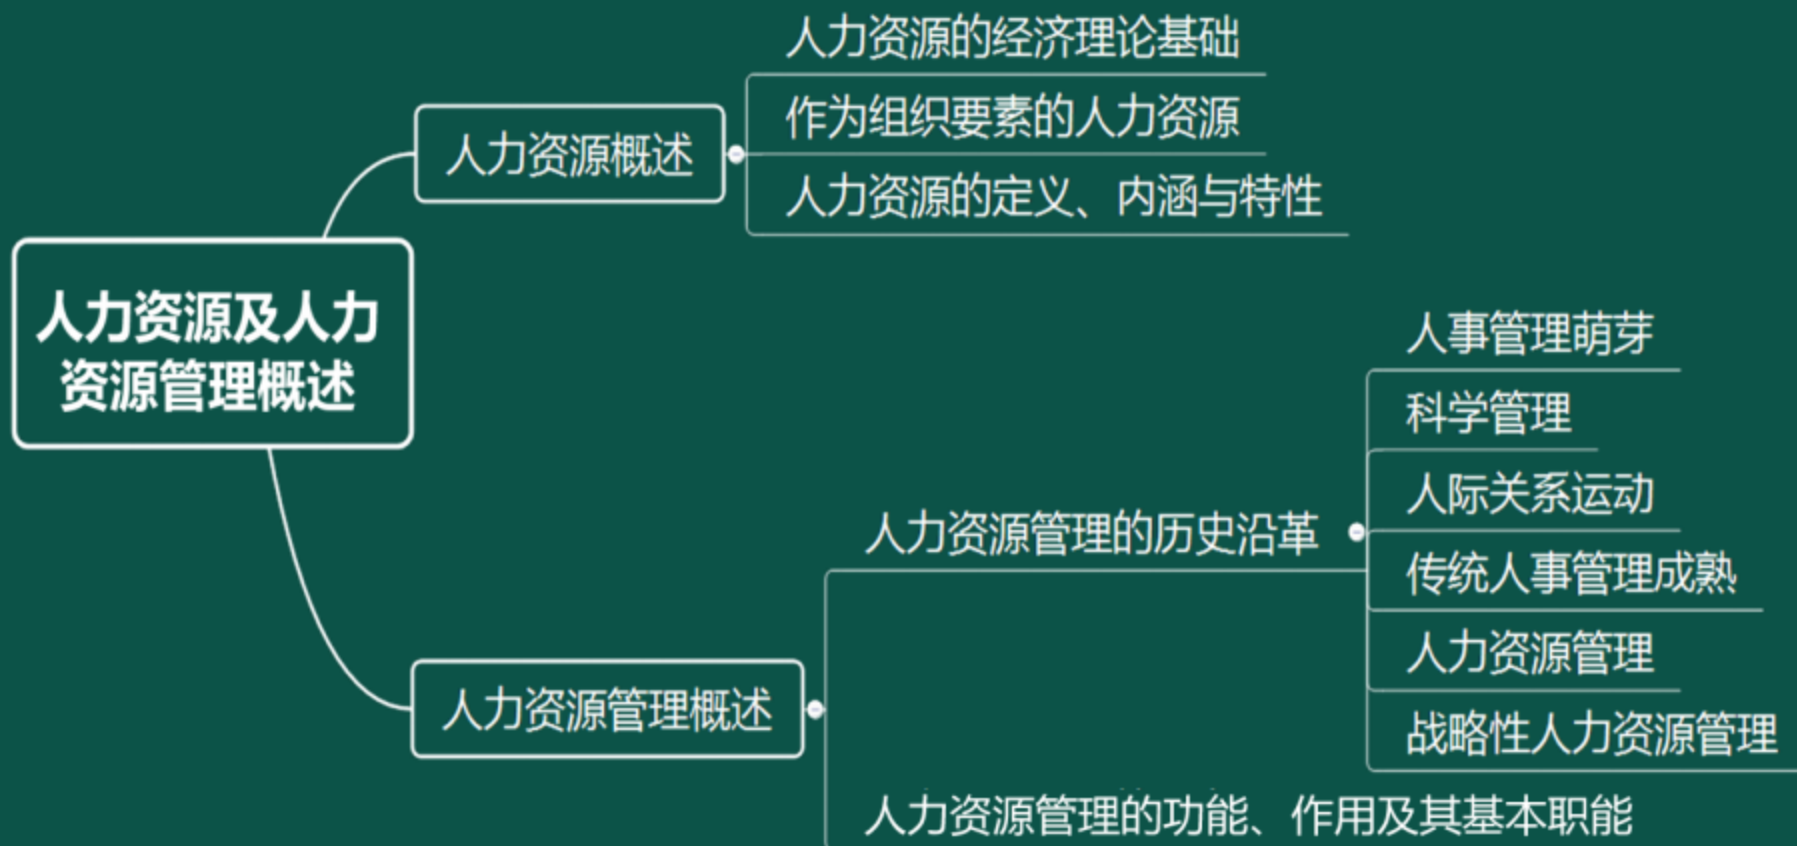 人力资源及人力
资源管理概述
人力资源概述
人力资源的经济理论基础
作为组织要素的人力资源
人力资源的定义、内涵与特性
人力资源管理概述
人力资源管理的历史沿革
人事管理萌芽
科学管理
人际关系运动
传统人事管理成熟
人力资源管理
战略性人力资源管理
人力资源管理的功能、作用及其基本职能